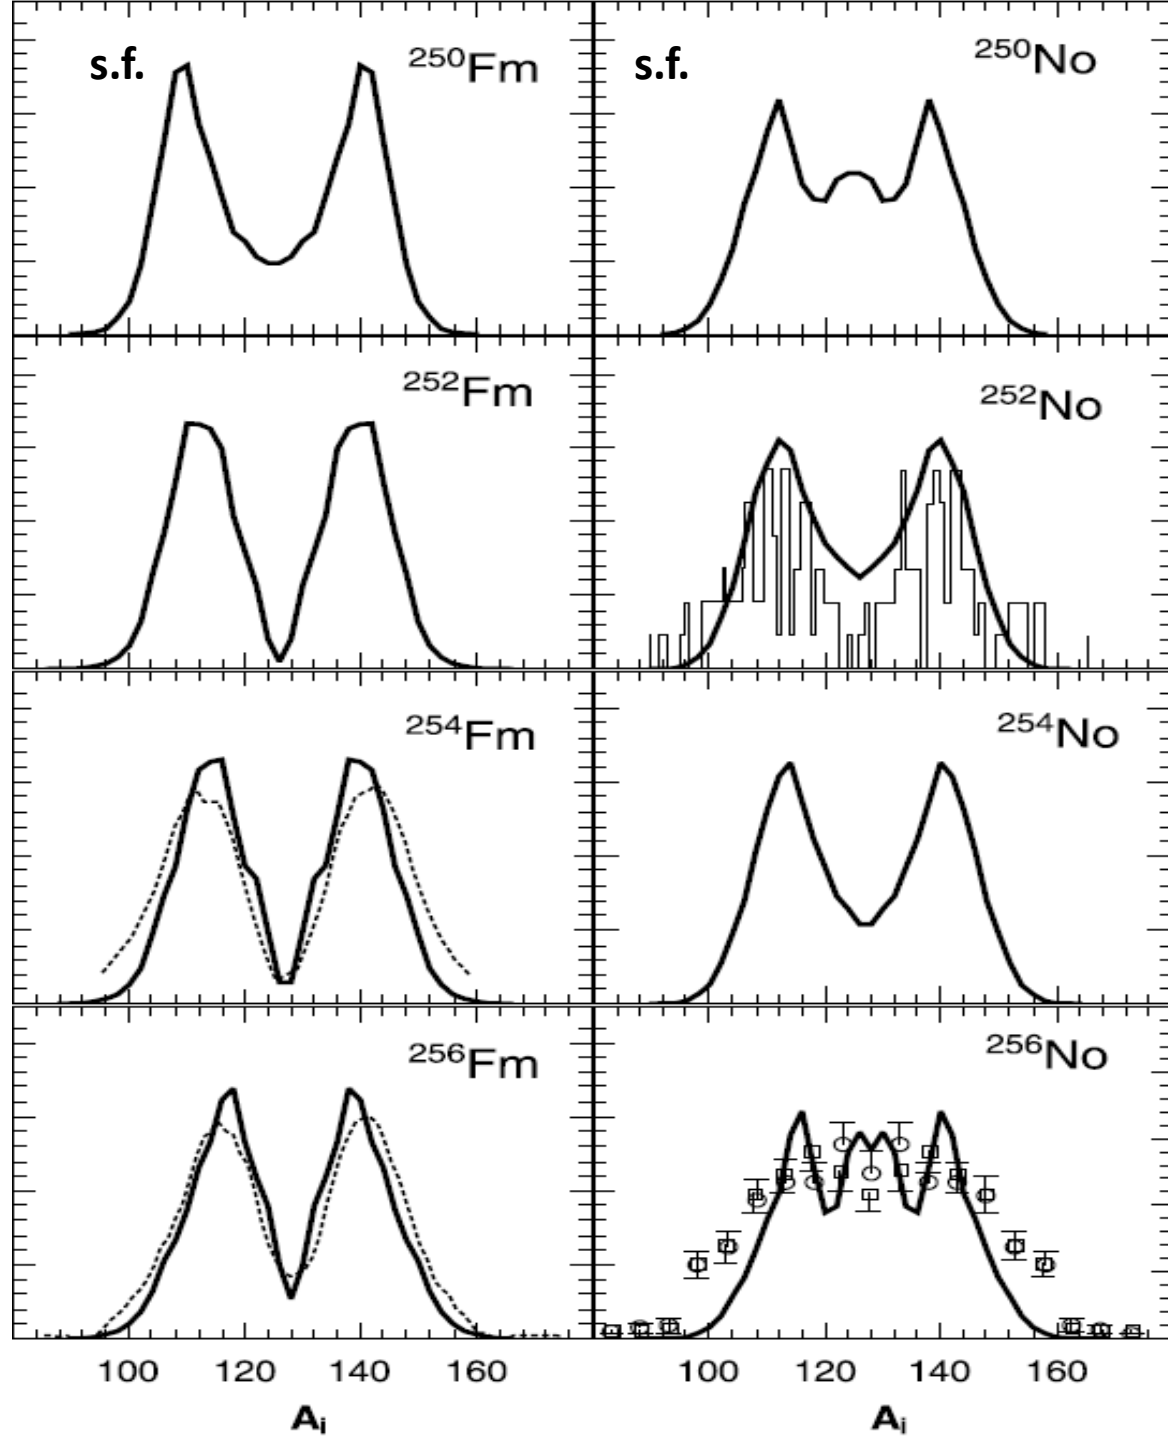 s.f. ²⁵⁰Fm s.f. ²⁵⁰No
²⁵²Fm ²⁵²No
²⁵⁴Fm ²⁵⁴No
²⁵⁶Fm ²⁵⁶No
100 120 140 160 100 120 140 160
Aᵢ Aᵢ